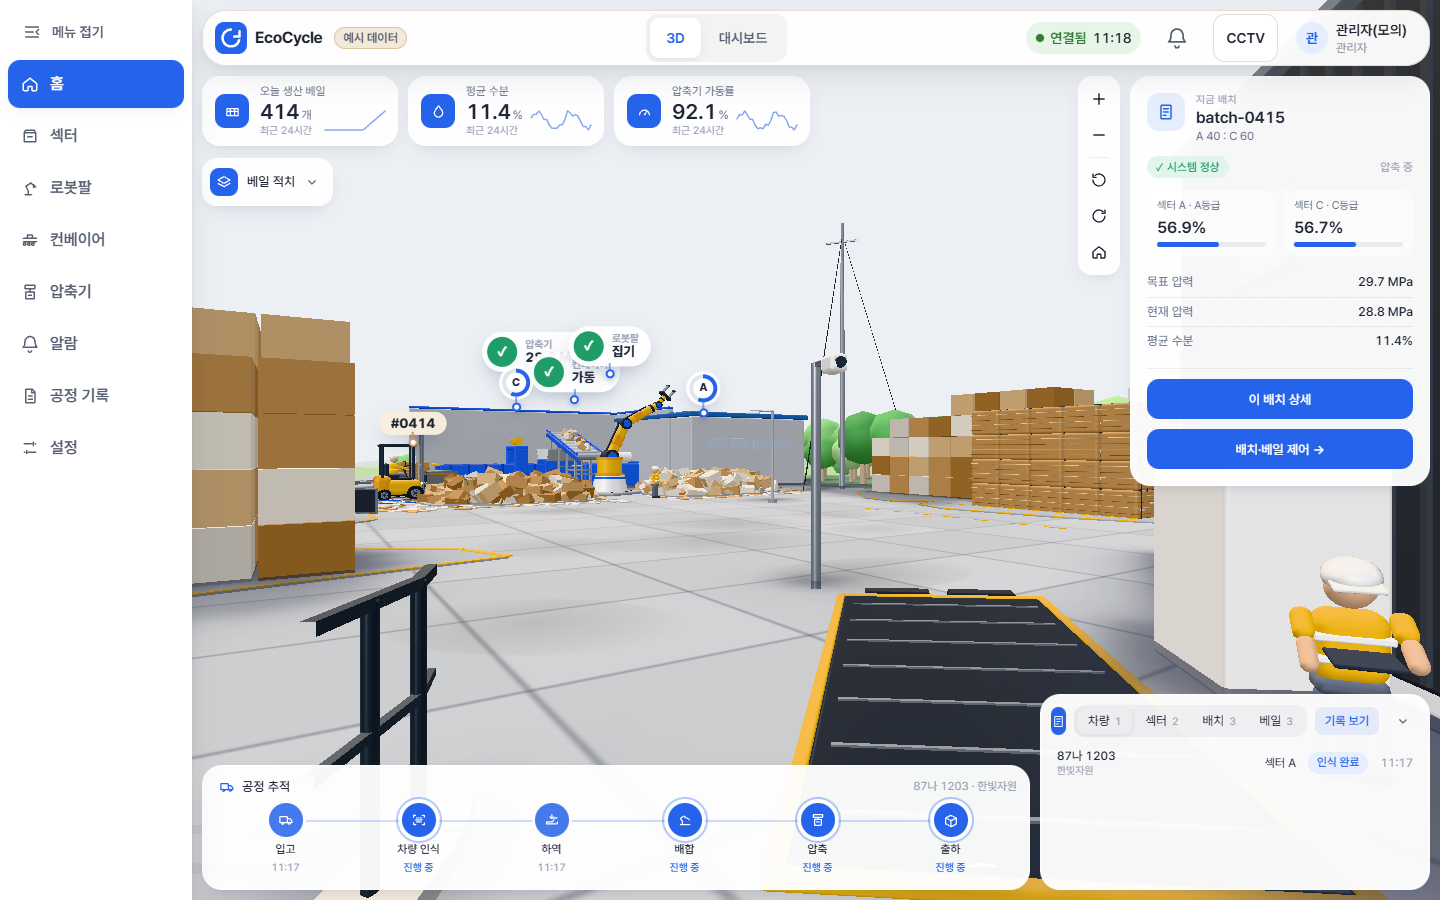 메뉴 접기
홈
섹터
로봇팔
컨베이어
압축기
알람
공정 기록
설정
EcoCycle
예시 데이터
3D
대시보드
연결됨 11:18
CCTV
관
관리자(모의)
관리자
오늘 생산 베일
414개
최근 24시간
평균 수분
11.4%
최근 24시간
압축기 가동률
92.1%
최근 24시간
베일 적치
지금 배치
batch-0415
A 40 : C 60
✓ 시스템 정상
압축 중
섹터 A · A등급
56.9%
섹터 C · C등급
56.7%
목표 압력
29.7 MPa
현재 압력
28.8 MPa
평균 수분
11.4%
이 배치 상세
배치·베일 제어 →
압축기
로봇팔
집기
가동
C
A
#0414
공정 추적
87나 1203 · 한빛자원
입고
11:17
차량 인식
진행 중
하역
11:17
배합
진행 중
압축
진행 중
출하
진행 중
차량 1
섹터 2
배치 3
베일 3
기록 보기
87나 1203
한빛자원
섹터 A
인식 완료
11:17